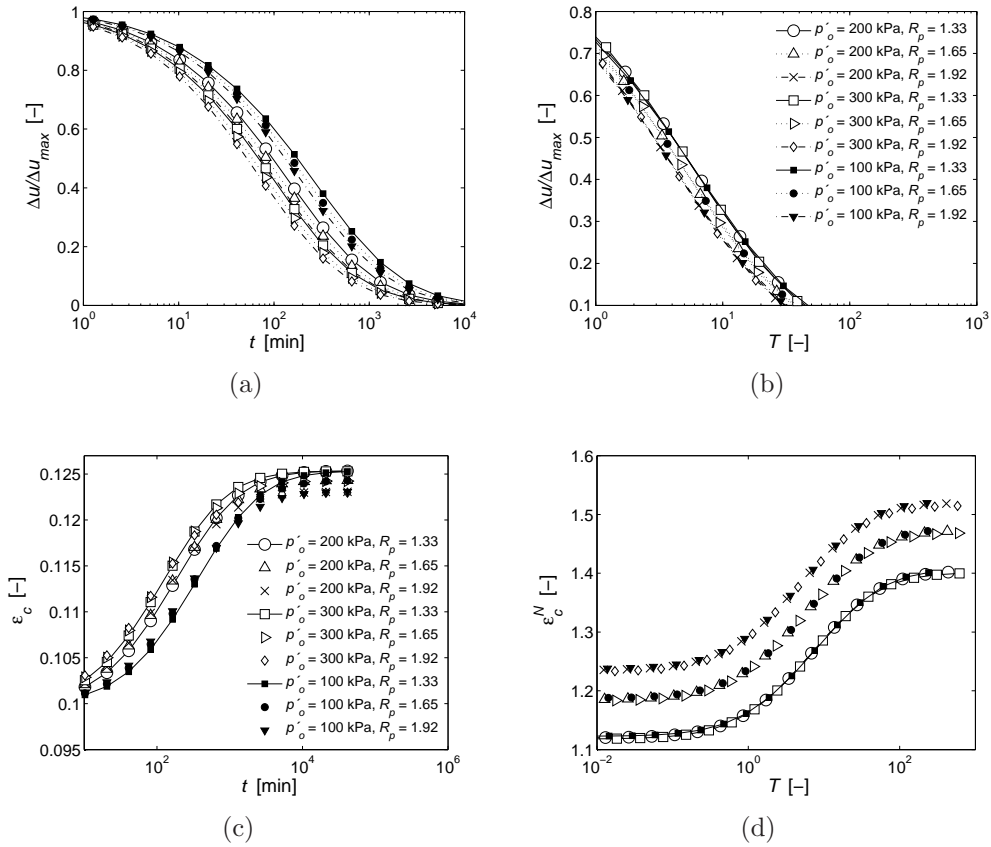 1
0.8
0.6
0.4
0.2
0
Δu/Δu_max [−]
10^0 10^1 10^2 10^3 10^4
t [min]
(a)
0.8
0.7
0.6
0.5
0.4
0.3
0.2
0.1
Δu/Δu_max [−]
p´_o = 200 kPa, R_p = 1.33
p´_o = 200 kPa, R_p = 1.65
p´_o = 200 kPa, R_p = 1.92
p´_o = 300 kPa, R_p = 1.33
p´_o = 300 kPa, R_p = 1.65
p´_o = 300 kPa, R_p = 1.92
p´_o = 100 kPa, R_p = 1.33
p´_o = 100 kPa, R_p = 1.65
p´_o = 100 kPa, R_p = 1.92
10^0 10^1 10^2 10^3
T [−]
(b)
0.125
0.12
0.115
0.11
0.105
0.1
0.095
ε_c [−]
p´_o = 200 kPa, R_p = 1.33
p´_o = 200 kPa, R_p = 1.65
p´_o = 200 kPa, R_p = 1.92
p´_o = 300 kPa, R_p = 1.33
p´_o = 300 kPa, R_p = 1.65
p´_o = 300 kPa, R_p = 1.92
p´_o = 100 kPa, R_p = 1.33
p´_o = 100 kPa, R_p = 1.65
p´_o = 100 kPa, R_p = 1.92
10^2 10^4 10^6
t [min]
(c)
1.6
1.5
1.4
1.3
1.2
1.1
ε_c^N [−]
10^−2 10^0 10^2
T [−]
(d)